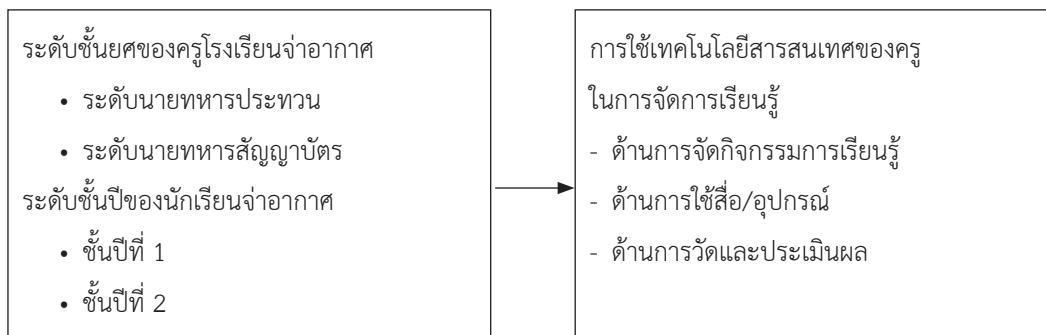 ระดับชั้นยศของครูโรงเรียนจ่าอากาศ
• ระดับนายทหารประทวน
• ระดับนายทหารสัญญาบัตร
ระดับชั้นปีของนักเรียนจ่าอากาศ
• ชั้นปีที่ 1
• ชั้นปีที่ 2
การใช้เทคโนโลยีสารสนเทศของครู
ในการจัดการเรียนรู้
- ด้านการจัดกิจกรรมการเรียนรู้
- ด้านการใช้สื่อ/อุปกรณ์
- ด้านการวัดและประเมินผล